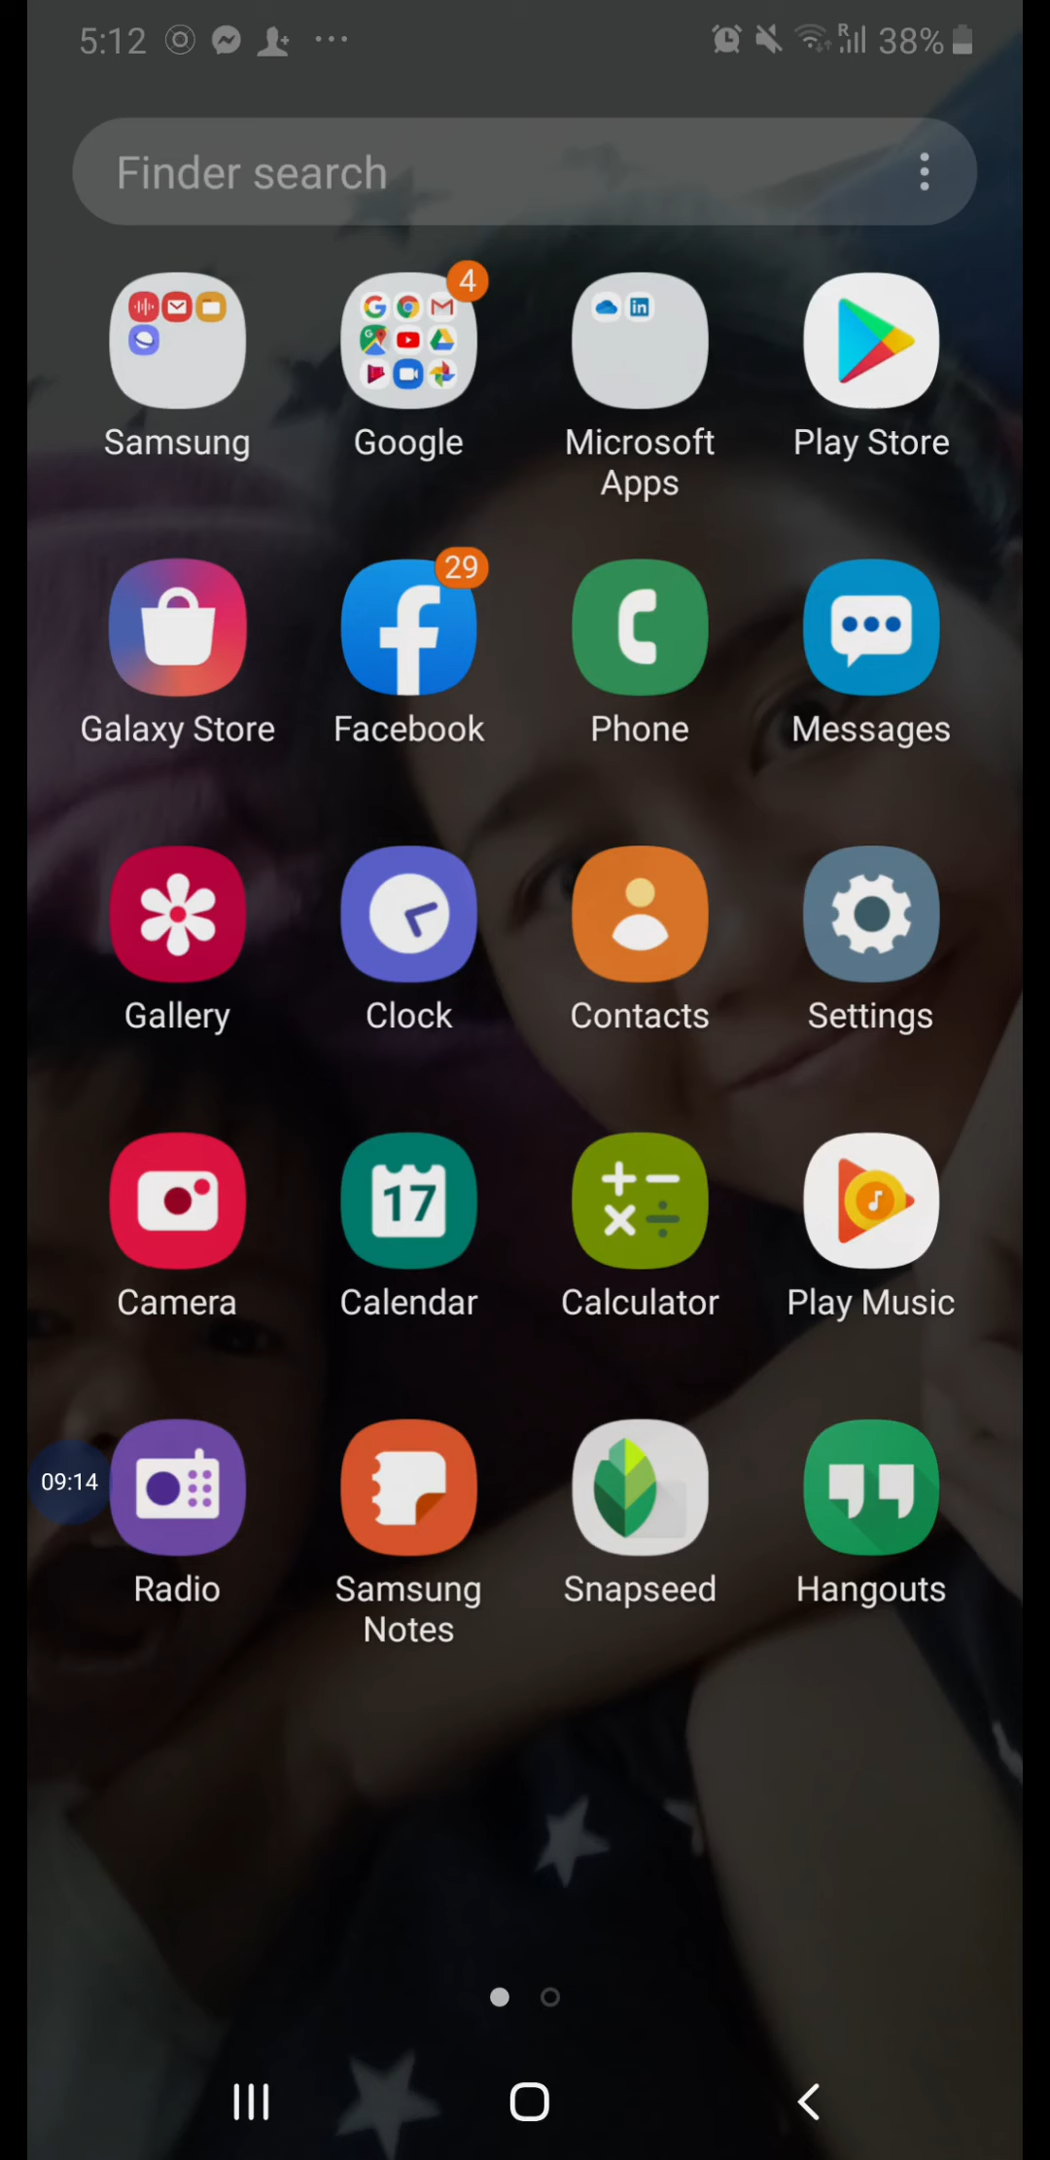 5:12 38%
Finder search
4
Samsung Google Microsoft Apps Play Store
29
Galaxy Store Facebook Phone Messages
Gallery Clock Contacts Settings
17
Camera Calendar Calculator Play Music
09:14
Radio Samsung Notes Snapseed Hangouts